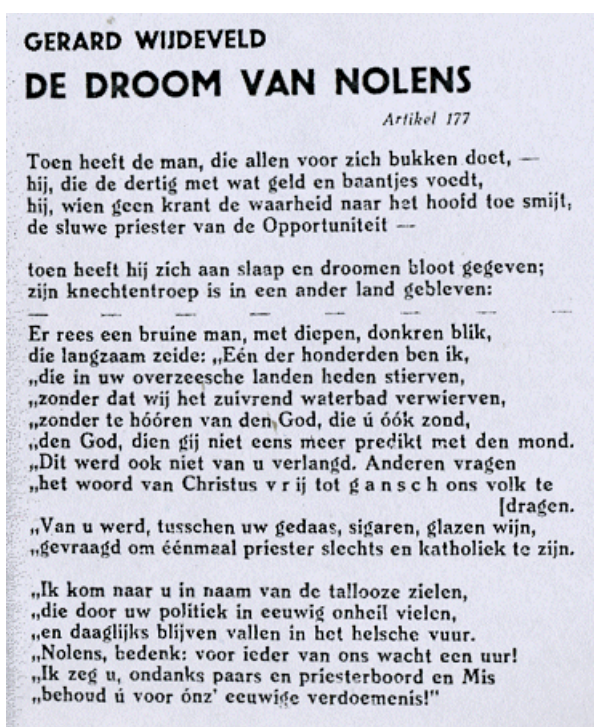 GERARD WIJDEVELD
DE DROOM VAN NOLENS
Artikel 177
Toen heeft de man, die allen voor zich bukken doet, —
hij, die de dertig met wat geld en baantjes voedt,
hij, wien geen krant de waarheid naar het hoofd toe smijt,
de sluwe priester van de Opportuniteit —
toen heeft hij zich aan slaap en droomen bloot gegeven;
zijn knechtentroep is in een ander land gebleven:
— — — — — — — —
Er rees een bruine man, met diepen, donkren blik,
die langzaam zeide: „Eén der honderden ben ik,
„die in uw overzeesche landen heden stierven,
„zonder dat wij het zuivrend waterbad verwierven,
„zonder te hóóren van den God, die ú óók zond,
„den God, dien gij niet eens meer predikt met den mond.
„Dit werd ook niet van u verlangd. Anderen vragen
„het woord van Christus v r ij tot g a n s c h ons volk te
[dragen.
„Van u werd, tusschen uw gedaas, sigaren, glazen wijn,
„gevraagd om éénmaal priester slechts en katholiek te zijn.
„Ik kom naar u in naam van de tallooze zielen,
„die door uw politiek in eeuwig onheil vielen,
„en daaglijks blijven vallen in het helsche vuur.
„Nolens, bedenk: voor ieder van ons wacht een uur!
„Ik zeg u, ondanks paars en priesterboord en Mis
„behoud ú voor ónz' eeuwige verdoemenis!"